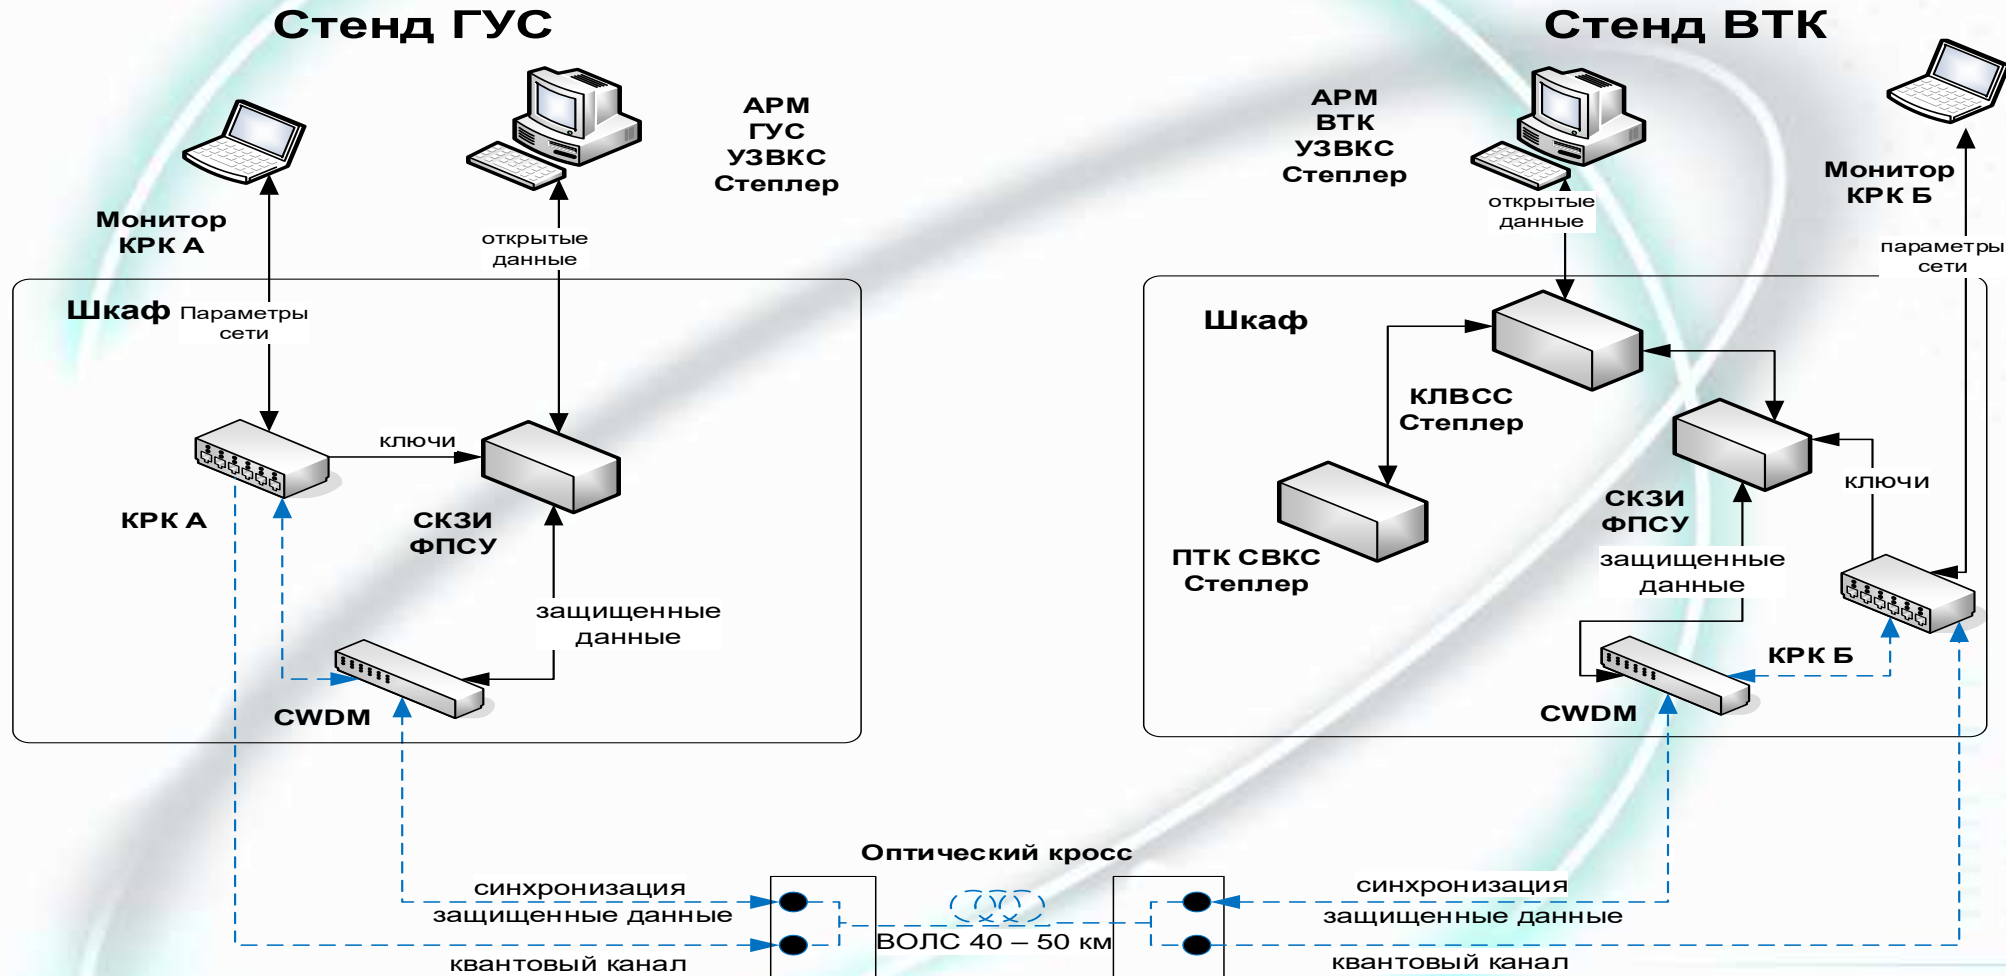 Стенд ГУС
Стенд ВТК
АРМ
ГУС
УЗВКС
Степлер
Монитор
КРК А
открытые
данные
Шкаф
Параметры
сети
ключи
КРК А
СКЗИ
ФПСУ
защищенные
данные
CWDM
АРМ
ВТК
УЗВКС
Степлер
Монитор
КРК Б
открытые
данные
параметры
сети
Шкаф
КЛВСС
Степлер
ПТК СВКС
Степлер
СКЗИ
ФПСУ
ключи
защищенные
данные
КРК Б
CWDM
Оптический кросс
синхронизация
защищенные данные
квантовый канал
ВОЛС 40 – 50 км
синхронизация
защищенные данные
квантовый канал